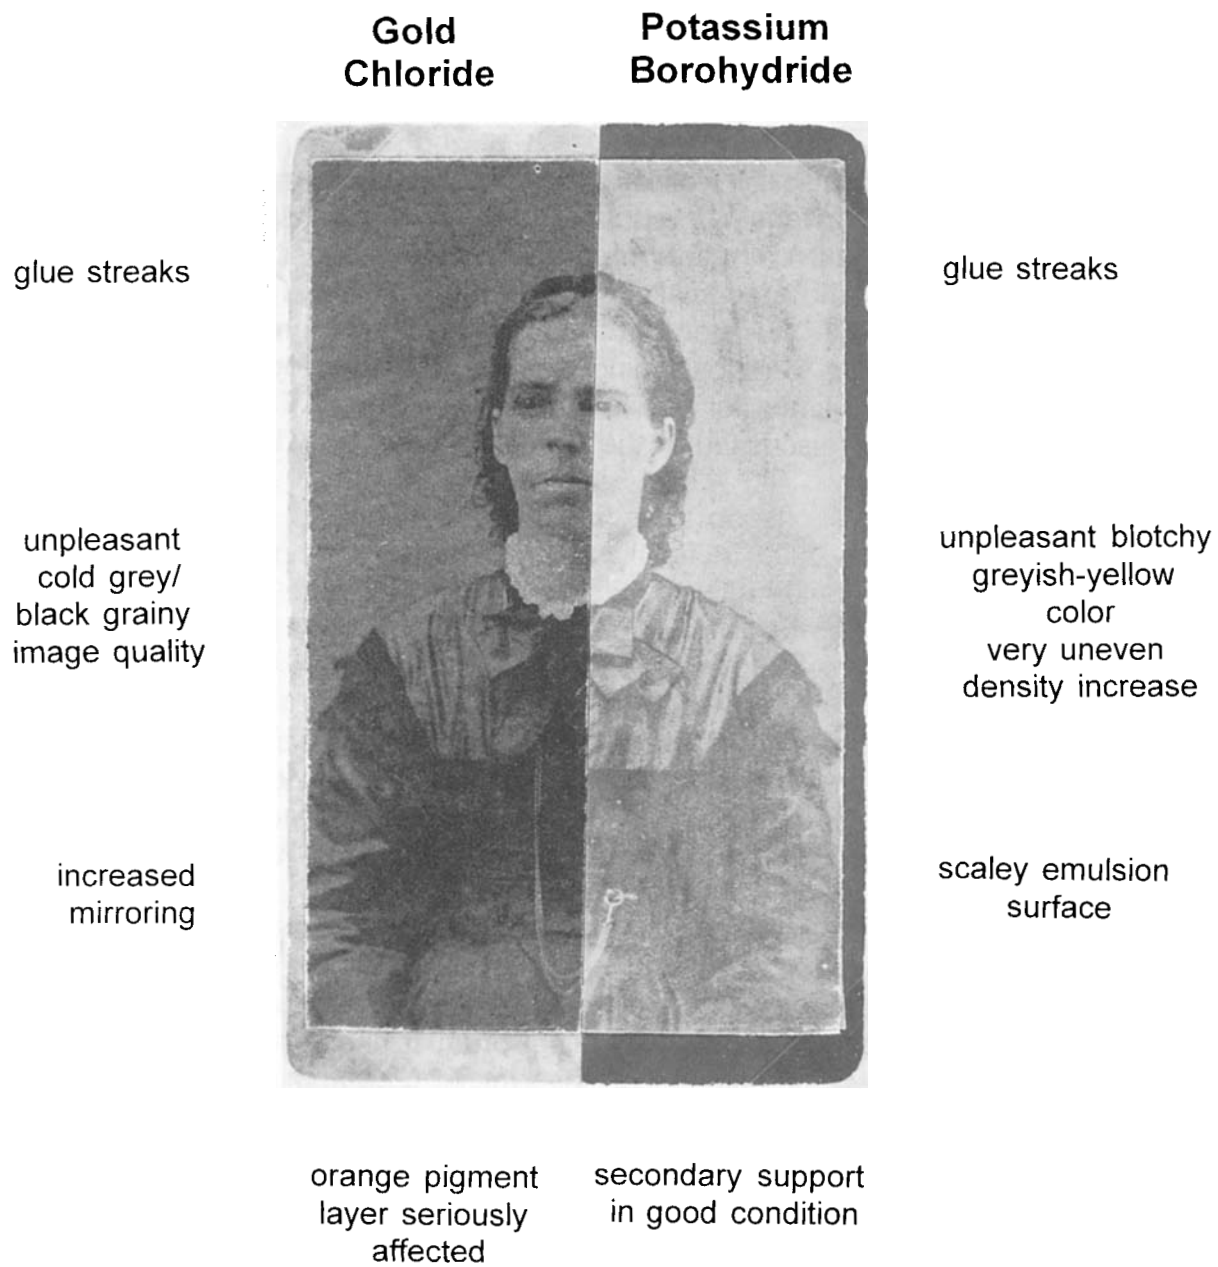 Gold
Chloride
Potassium
Borohydride
glue streaks
glue streaks
unpleasant
cold grey/
black grainy
image quality
unpleasant blotchy
greyish-yellow
color
very uneven
density increase
increased
mirroring
scaley emulsion
surface
orange pigment
layer seriously
affected
secondary support
in good condition